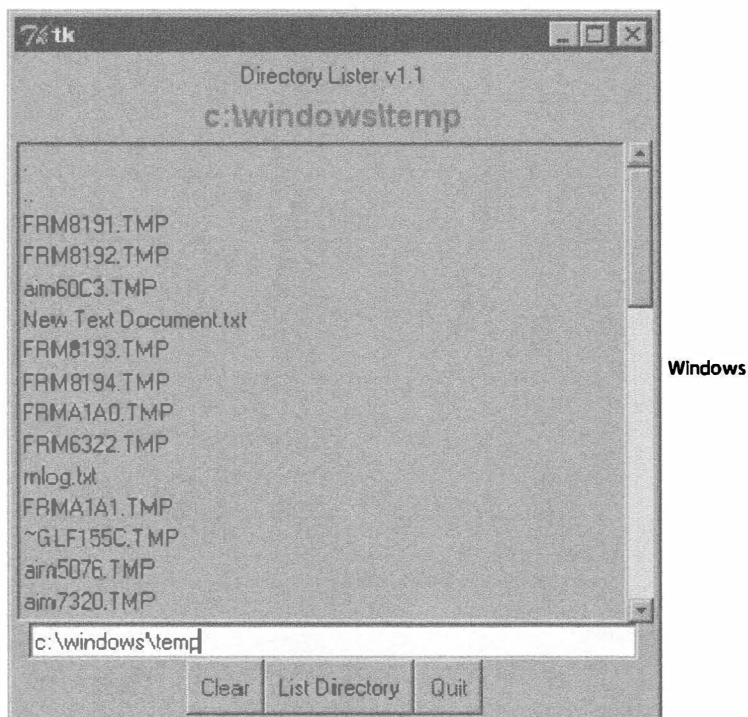 tk
Directory Lister v1.1
c:\windows\temp
.
..
FRM8191.TMP
FRM8192.TMP
aim60C3.TMP
New Text Document.txt
FRM8193.TMP
FRM8194.TMP
FRMA1A0.TMP
FRM6322.TMP
mlog.txt
FRMA1A1.TMP
~GLF155C.TMP
aim5076.TMP
aim7320.TMP
c:\windows\temp
Clear List Directory Quit
Windows